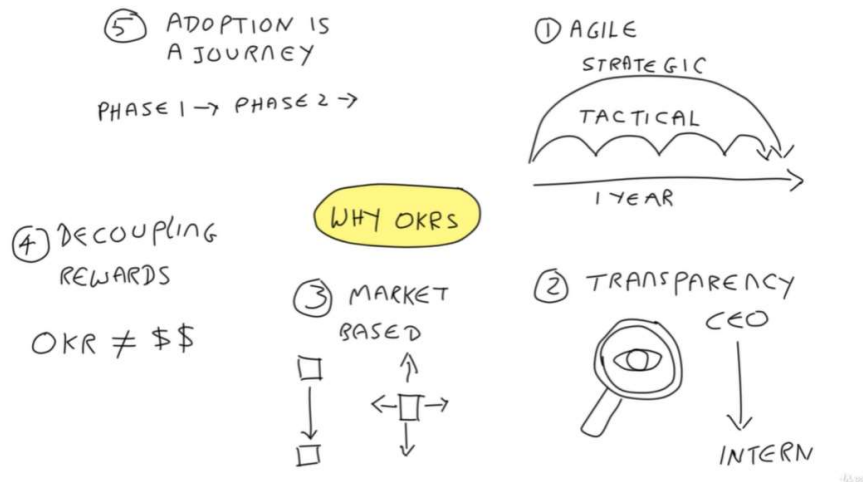 WHY OKRS
① AGILE
STRATEGIC
TACTICAL
1 YEAR
② TRANSPARENCY
CEO
INTERN
③ MARKET
BASED
④ DECOUPLING
REWARDS
OKR ≠ $$
⑤ ADOPTION IS
A JOURNEY
PHASE 1 → PHASE 2 →